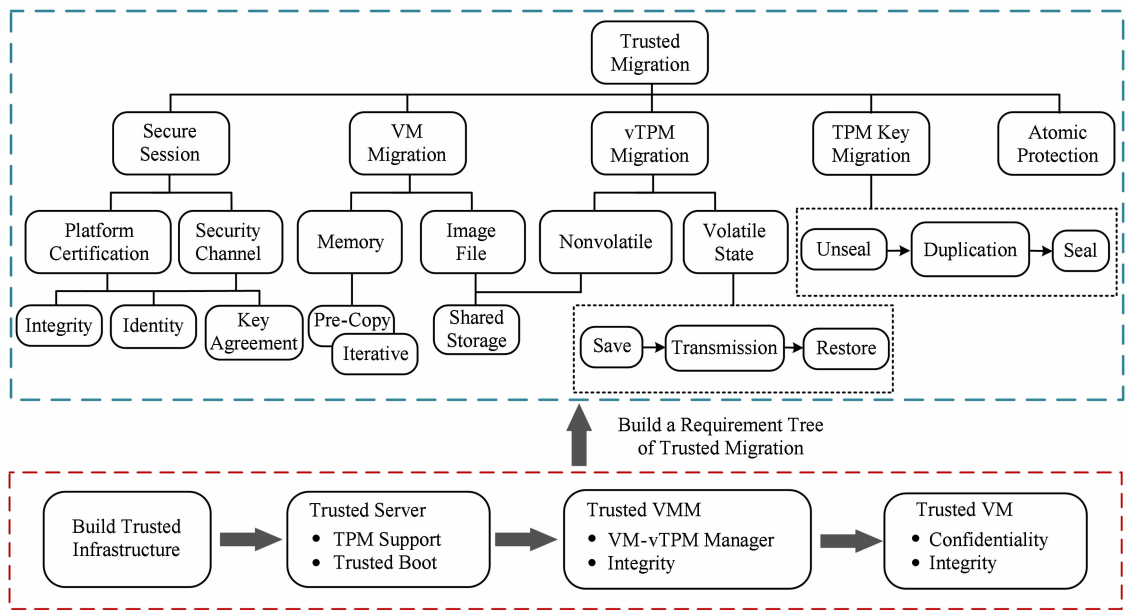 Trusted
Migration
Secure
Session
VM
Migration
vTPM
Migration
TPM Key
Migration
Atomic
Protection
Platform
Certification
Security
Channel
Memory
Image
File
Nonvolatile
Volatile
State
Unseal
Duplication
Seal
Integrity
Identity
Key
Agreement
Pre-Copy
Iterative
Shared
Storage
Save
Transmission
Restore
Build a Requirement Tree
of Trusted Migration
Build Trusted
Infrastructure
Trusted Server
• TPM Support
• Trusted Boot
Trusted VMM
• VM-vTPM Manager
• Integrity
Trusted VM
• Confidentiality
• Integrity